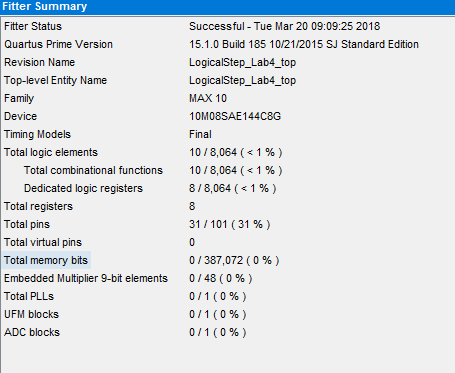 Fitter Summary
Fitter Status Successful - Tue Mar 20 09:09:25 2018
Quartus Prime Version 15.1.0 Build 185 10/21/2015 SJ Standard Edition
Revision Name LogicalStep_Lab4_top
Top-level Entity Name LogicalStep_Lab4_top
Family MAX 10
Device 10M08SAE144C8G
Timing Models Final
Total logic elements 10 / 8,064 ( < 1 % )
Total combinational functions 10 / 8,064 ( < 1 % )
Dedicated logic registers 8 / 8,064 ( < 1 % )
Total registers 8
Total pins 31 / 101 ( 31 % )
Total virtual pins 0
Total memory bits 0 / 387,072 ( 0 % )
Embedded Multiplier 9-bit elements 0 / 48 ( 0 % )
Total PLLs 0 / 1 ( 0 % )
UFM blocks 0 / 1 ( 0 % )
ADC blocks 0 / 1 ( 0 % )